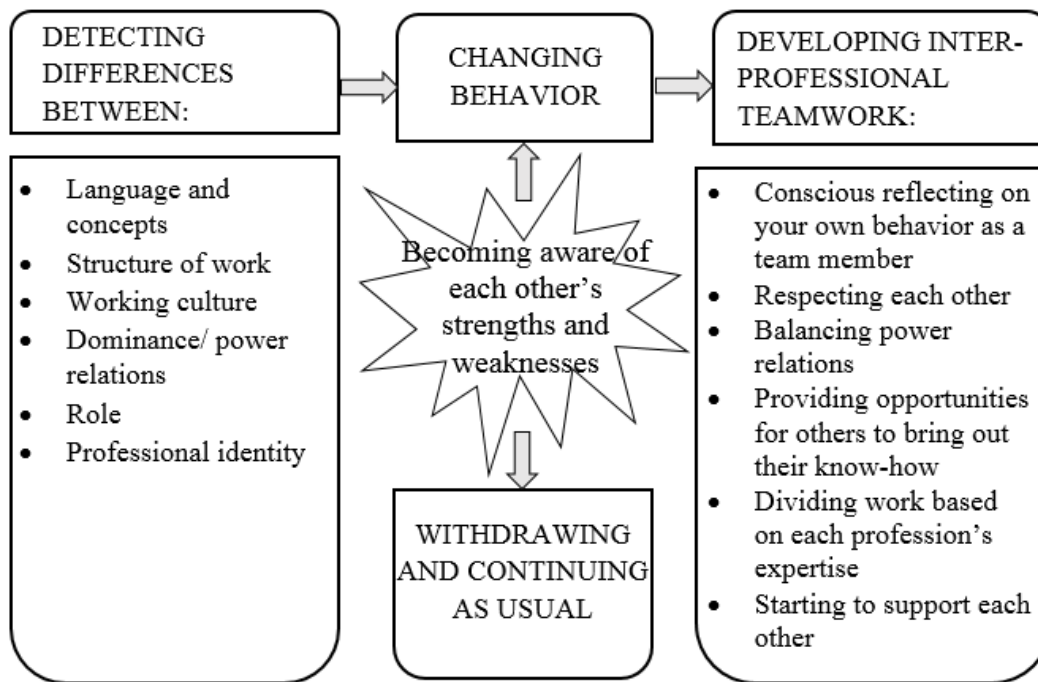 DETECTING
DIFFERENCES
BETWEEN:
• Language and
concepts
• Structure of work
• Working culture
• Dominance/ power
relations
• Role
• Professional identity
CHANGING
BEHAVIOR
Becoming aware of
each other’s
strengths and
weaknesses
WITHDRAWING
AND CONTINUING
AS USUAL
DEVELOPING INTER-
PROFESSIONAL
TEAMWORK:
• Conscious reflecting on
your own behavior as a
team member
• Respecting each other
• Balancing power
relations
• Providing opportunities
for others to bring out
their know-how
• Dividing work based
on each profession’s
expertise
• Starting to support each
other